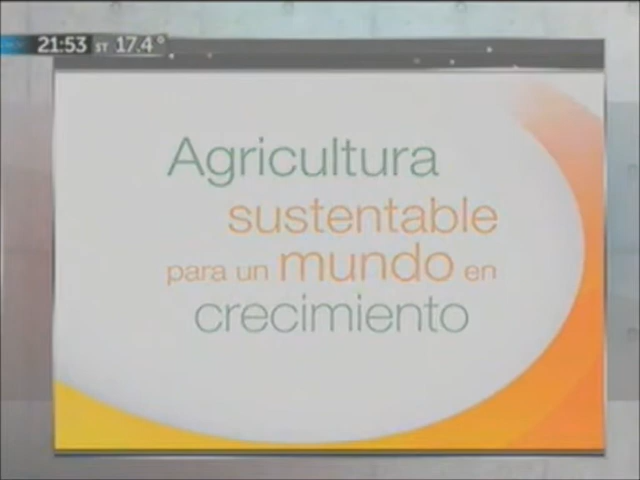 21:53 ST 17.4°
Agricultura
sustentable
para un mundo en
crecimiento